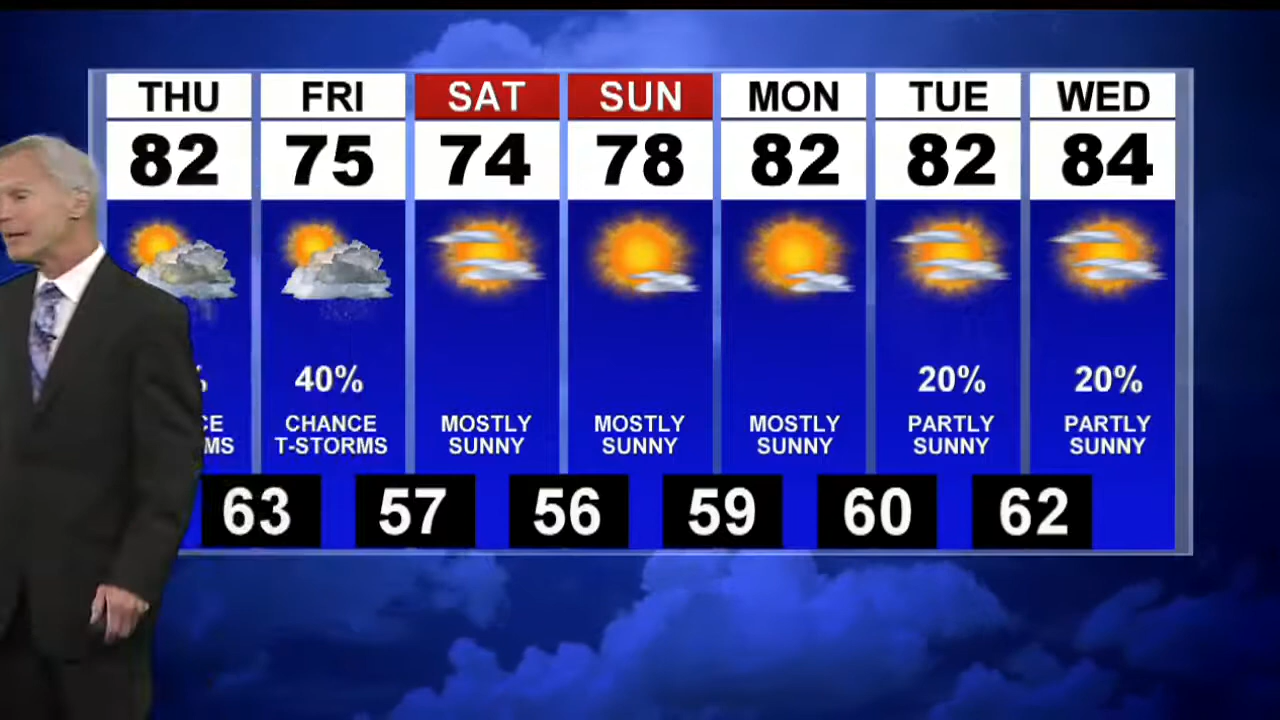 THU FRI SAT SUN MON TUE WED
82 75 74 78 82 82 84
40% 20% 20%
CHANCE MOSTLY MOSTLY MOSTLY PARTLY PARTLY
T-STORMS SUNNY SUNNY SUNNY SUNNY SUNNY
63 57 56 59 60 62